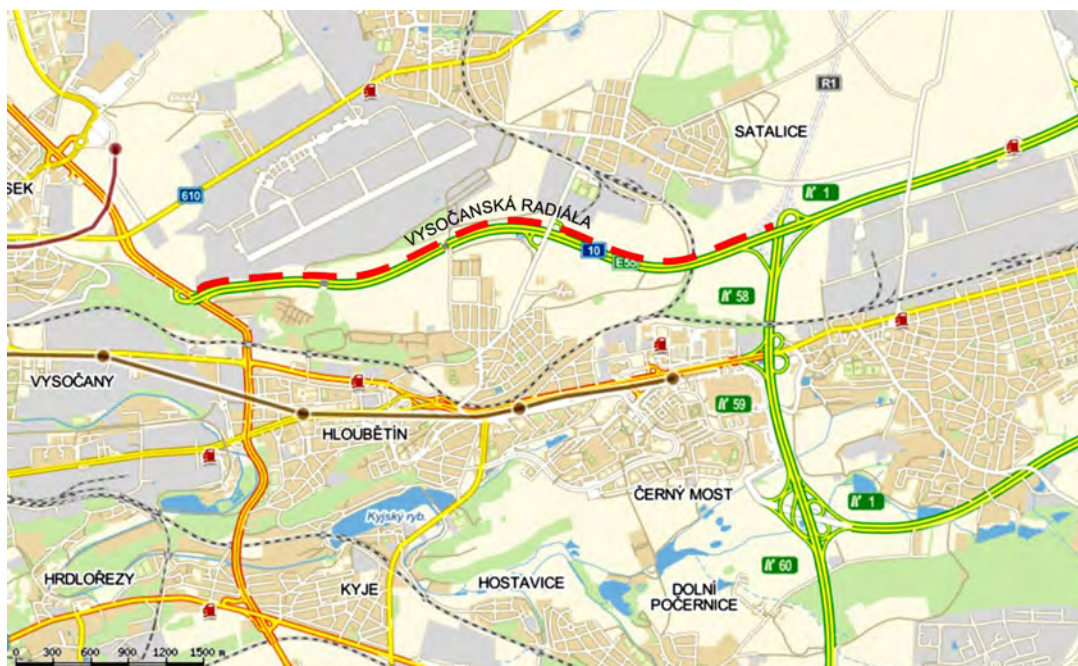 R1
SATALICE
SEK
610
1
VYSOČANSKÁ RADIÁLA
10
E55
58
VYSOČANY
59
HLOUBĚTÍN
ČERNÝ MOST
1
Kyjský ryb.
60
HRDLOŘEZY
KYJE
HOSTAVICE
DOLNÍ
POČERNICE
0 300 600 900 1200 1500 m